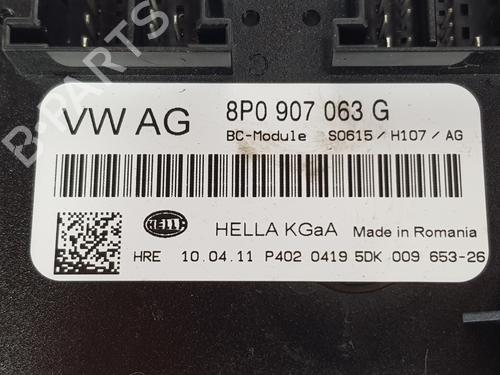 VW AG 8P0 907 063 G
BC-Module S0615 / H107 / AG
HELLA
HELLA KGaA Made in Romania
HRE 10.04.11 P402 0419 5DK 009 653-26
B-PARTS